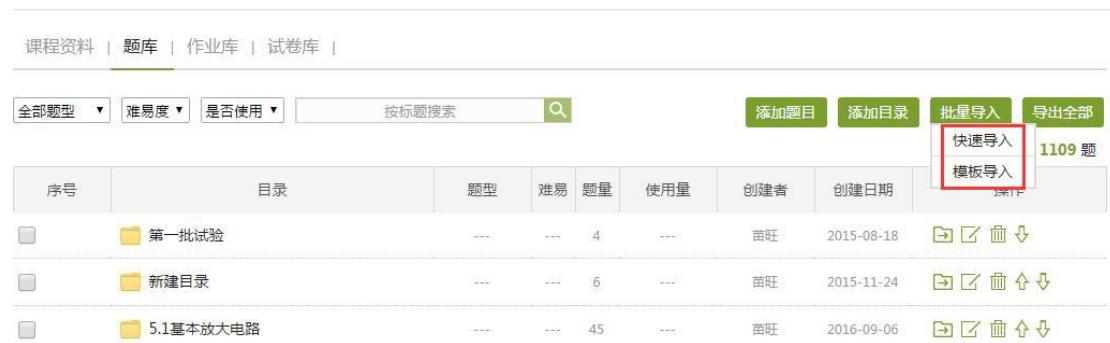 课程资料 | 题库 | 作业库 | 试卷库 |
全部题型 难易度 是否使用 按标题搜索 添加题目 添加目录 批量导入 导出全部
快速导入
1109 题
模板导入
序号 目录 题型 难易 题量 使用量 创建者 创建日期 操作
第一批试验 --- --- 4 --- 苗旺 2015-08-18
新建目录 --- --- 6 --- 苗旺 2015-11-24
5.1基本放大电路 --- --- 45 --- 苗旺 2016-09-06